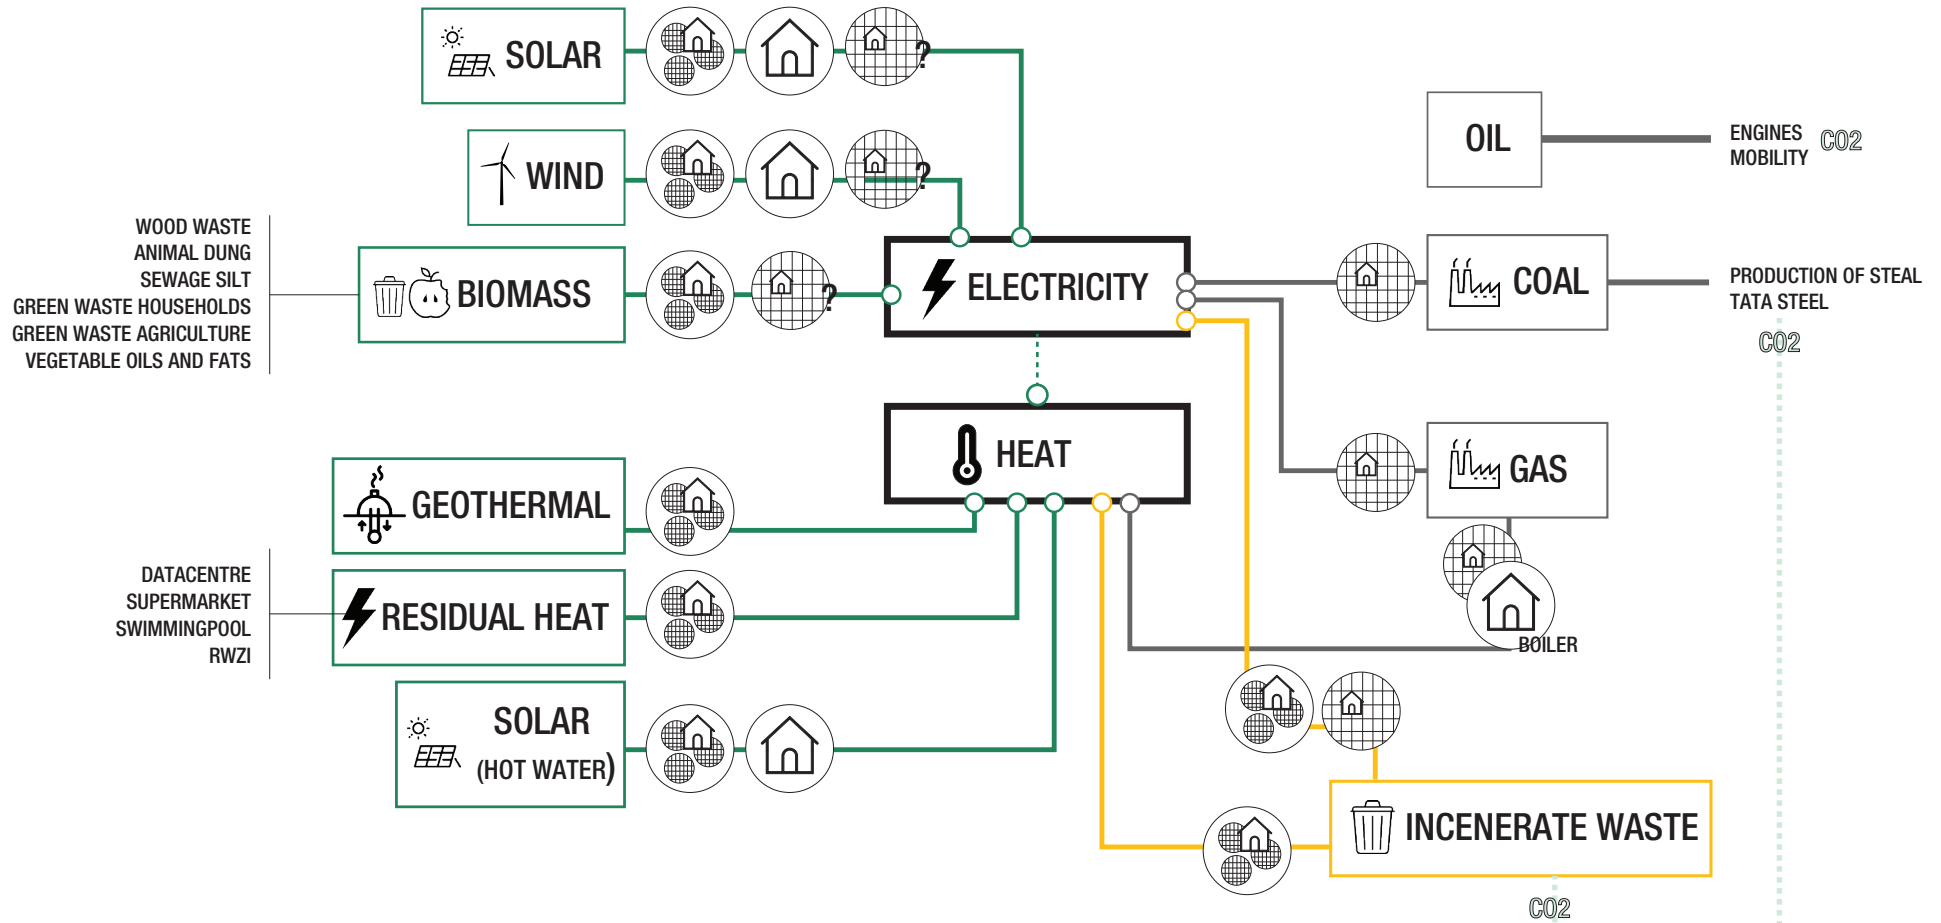 SOLAR
?
WIND
?
WOOD WASTE
ANIMAL DUNG
SEWAGE SILT
GREEN WASTE HOUSEHOLDS
GREEN WASTE AGRICULTURE
VEGETABLE OILS AND FATS
BIOMASS
?
ELECTRICITY
HEAT
GEOTHERMAL
DATACENTRE
SUPERMARKET
SWIMMINGPOOL
RWZI
RESIDUAL HEAT
SOLAR
(HOT WATER)
OIL
ENGINES
MOBILITY
CO2
COAL
PRODUCTION OF STEAL
TATA STEEL
CO2
GAS
BOILER
INCENERATE WASTE
CO2